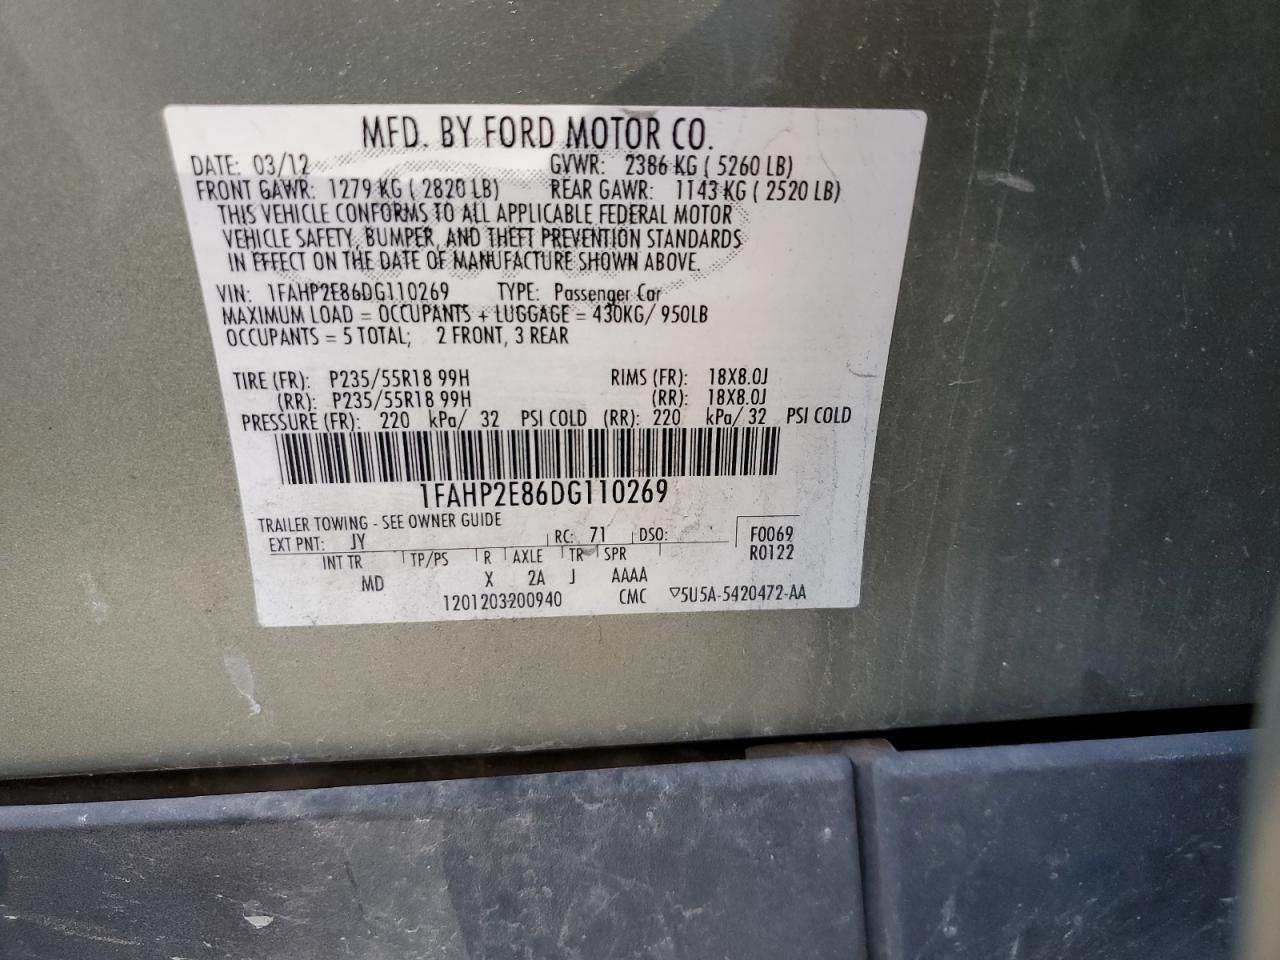 MFD. BY FORD MOTOR CO.
DATE: 03/12 GVWR: 2386 KG ( 5260 LB)
FRONT GAWR: 1279 KG ( 2820 LB) REAR GAWR: 1143 KG ( 2520 LB)
THIS VEHICLE CONFORMS TO ALL APPLICABLE FEDERAL MOTOR
VEHICLE SAFETY, BUMPER, AND THEFT PREVENTION STANDARDS
IN EFFECT ON THE DATE OF MANUFACTURE SHOWN ABOVE.
VIN: 1FAHP2E86DG110269 TYPE: Passenger Car
MAXIMUM LOAD = OCCUPANTS + LUGGAGE = 430KG/ 950LB
OCCUPANTS = 5 TOTAL; 2 FRONT, 3 REAR
TIRE (FR): P235/55R18 99H RIMS (FR): 18X8.0J
(RR): P235/55R18 99H (RR): 18X8.0J
PRESSURE (FR): 220 kPa/ 32 PSI COLD (RR): 220 kPa/ 32 PSI COLD
1FAHP2E86DG110269
TRAILER TOWING - SEE OWNER GUIDE
EXT PNT: JY RC: 71 DSO: F0069
R0122
INT TR TP/PS R AXLE TR SPR
MD X 2A J AAAA
1201203200940 CMC ▽5U5A-5420472-AA